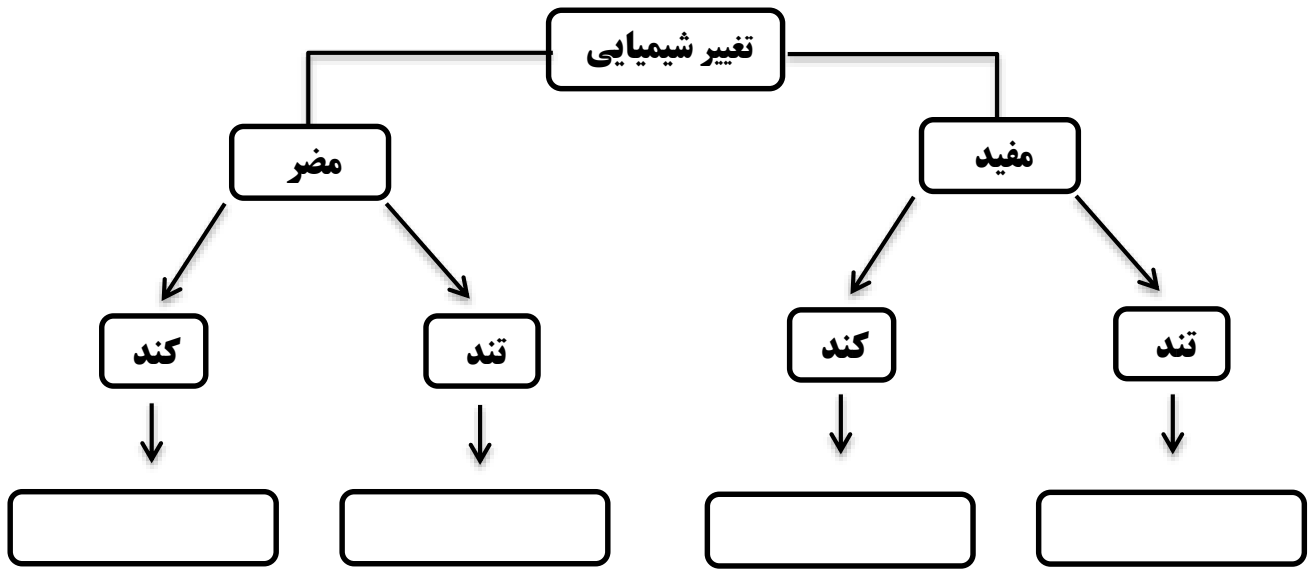 تغییر شیمیایی
مفید
مضر
تند
کند
تند
کند